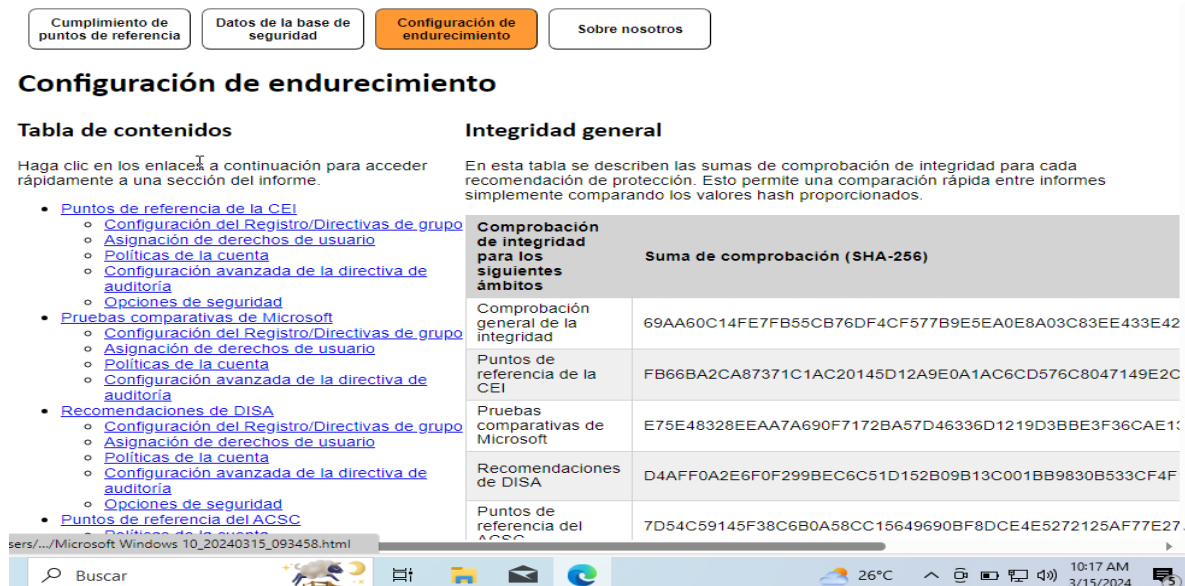 Cumplimiento de
puntos de referencia
Datos de la base de
seguridad
Configuración de
endurecimiento
Sobre nosotros
Configuración de endurecimiento
Tabla de contenidos
Haga clic en los enlaces a continuación para acceder
rápidamente a una sección del informe.
• Puntos de referencia de la CEI
○ Configuración del Registro/Directivas de grupo
○ Asignación de derechos de usuario
○ Políticas de la cuenta
○ Configuración avanzada de la directiva de
auditoría
○ Opciones de seguridad
• Pruebas comparativas de Microsoft
○ Configuración del Registro/Directivas de grupo
○ Asignación de derechos de usuario
○ Políticas de la cuenta
○ Configuración avanzada de la directiva de
auditoría
• Recomendaciones de DISA
○ Configuración del Registro/Directivas de grupo
○ Asignación de derechos de usuario
○ Políticas de la cuenta
○ Configuración avanzada de la directiva de
auditoría
○ Opciones de seguridad
• Puntos de referencia del ACSC
○ Políticas de la cuenta
Integridad general
En esta tabla se describen las sumas de comprobación de integridad para cada
recomendación de protección. Esto permite una comparación rápida entre informes
simplemente comparando los valores hash proporcionados.
Comprobación
de integridad
para los
siguientes
ámbitos
Suma de comprobación (SHA-256)
Comprobación
general de la
integridad
69AA60C14FE7FB55CB76DF4CF577B9E5EA0E8A03C83EE433E42
Puntos de
referencia de la
CEI
FB66BA2CA87371C1AC20145D12A9E0A1AC6CD576C8047149E2C
Pruebas
comparativas de
Microsoft
E75E48328EEAA7A690F7172BA57D46336D1219D3BBE3F36CAE13
Recomendaciones
de DISA
D4AFF0A2E6F0F299BEC6C51D152B09B13C001BB9830B533CF4F
Puntos de
referencia del
ACSC
7D54C59145F38C6B0A58CC15649690BF8DCE4E5272125AF77E27
sers/.../Microsoft Windows 10_20240315_093458.html
Buscar
26°C
10:17 AM
3/15/2024
5